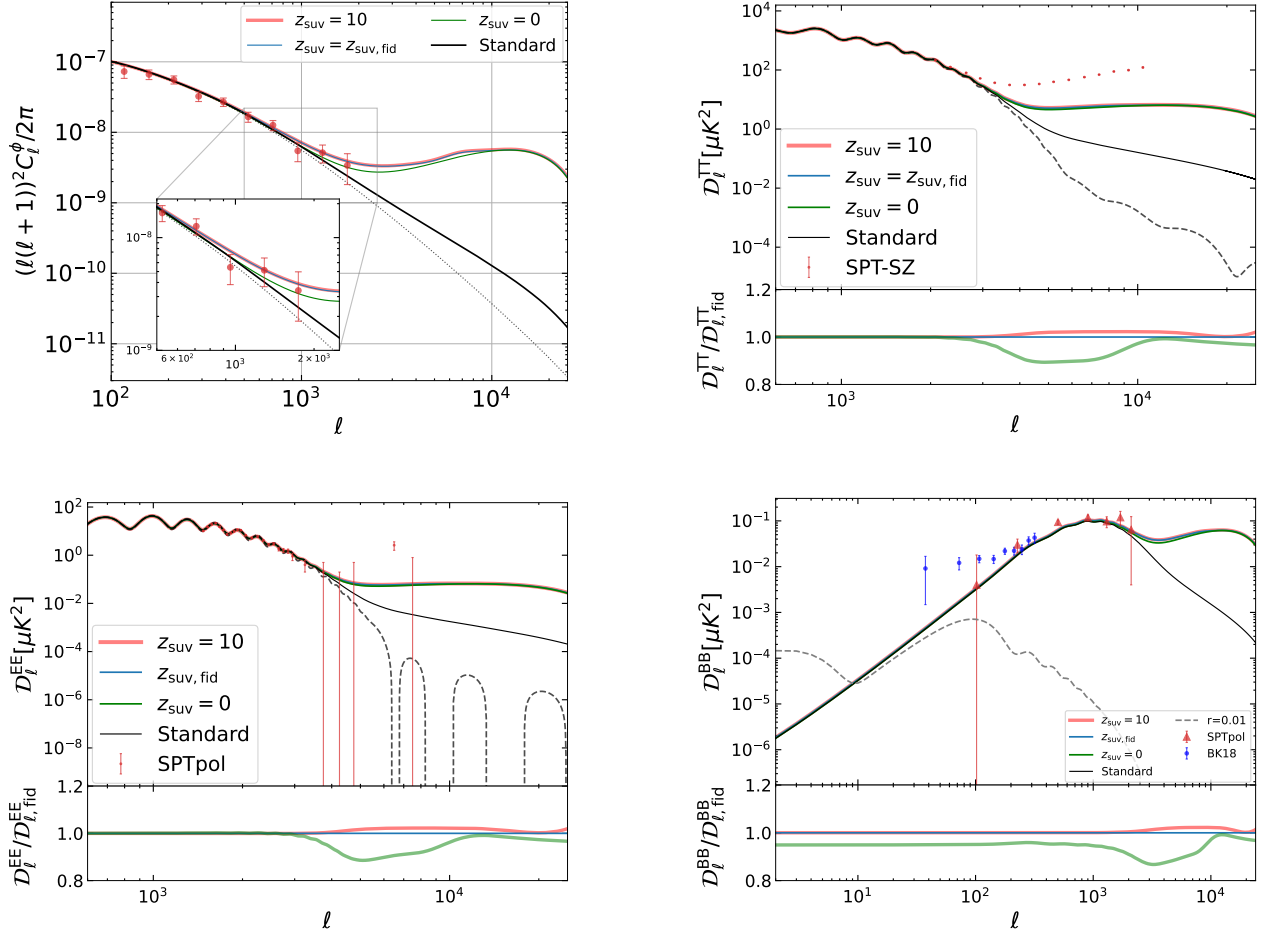 z_suv = 10
z_suv = z_suv, fid
z_suv = 0
Standard
(ℓ(ℓ + 1))²C_ℓ^ϕ/2π
10⁻⁷
10⁻⁸
10⁻⁹
10⁻¹⁰
10⁻¹¹
10⁻⁸
10⁻⁹
6 × 10²
10³
2 × 10³
10²
10³
10⁴
ℓ
D_ℓ^TT[μK²]
10⁴
10²
10⁰
10⁻²
10⁻⁴
z_suv = 10
z_suv = z_suv, fid
z_suv = 0
Standard
SPT-SZ
D_ℓ^TT/D_ℓ, fid^TT
1.2
1.0
0.8
10³
10⁴
ℓ
D_ℓ^EE[μK²]
10²
10⁰
10⁻²
10⁻⁴
10⁻⁶
10⁻⁸
z_suv = 10
z_suv, fid
z_suv = 0
Standard
SPTpol
D_ℓ^EE/D_ℓ, fid^EE
1.2
1.0
0.8
10³
10⁴
ℓ
D_ℓ^BB[μK²]
10⁻¹
10⁻²
10⁻³
10⁻⁴
10⁻⁵
10⁻⁶
z_suv = 10
z_suv, fid
z_suv = 0
Standard
r=0.01
SPTpol
BK18
D_ℓ^BB/D_ℓ, fid^BB
1.2
1.0
0.8
10¹
10²
10³
10⁴
ℓ